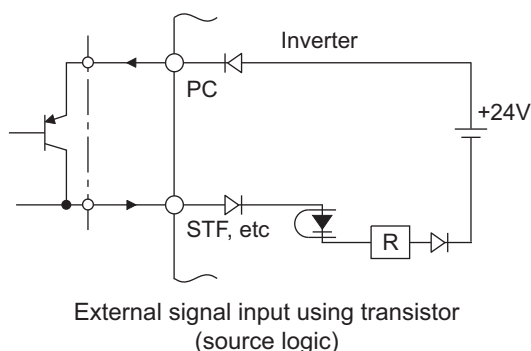 Inverter
PC
+24V
STF, etc
R
External signal input using transistor
(source logic)